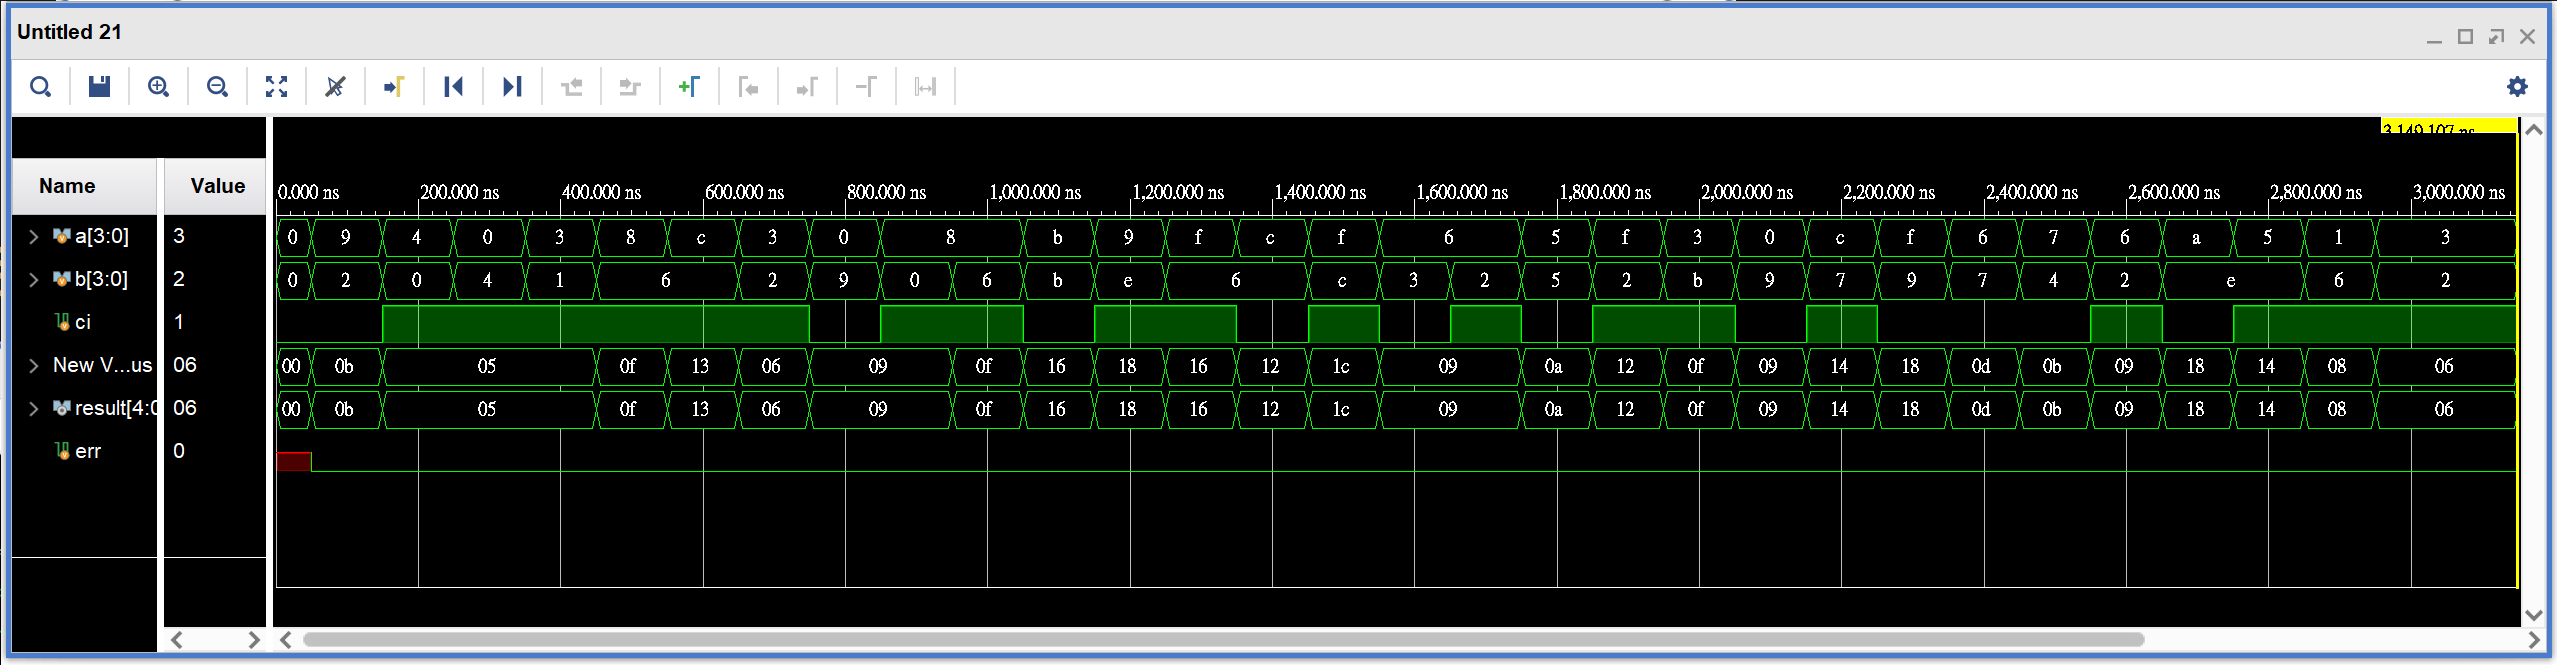 Untitled 21
3,149.107 ns
Name Value
0.000 ns 200.000 ns 400.000 ns 600.000 ns 800.000 ns 1,000.000 ns 1,200.000 ns 1,400.000 ns 1,600.000 ns 1,800.000 ns 2,000.000 ns 2,200.000 ns 2,400.000 ns 2,600.000 ns 2,800.000 ns 3,000.000 ns
a[3:0] 3 0 9 4 0 3 8 c 3 0 8 b 9 f c f 6 5 f 3 0 c f 6 7 6 a 5 1 3
b[3:0] 2 0 2 0 4 1 6 2 9 0 6 b e 6 c 3 2 5 2 b 9 7 9 7 4 2 e 6 2
ci 1
New V...us 06 00 0b 05 0f 13 06 09 0f 16 18 16 12 1c 09 0a 12 0f 09 14 18 0d 0b 09 18 14 08 06
result[4:0 06 00 0b 05 0f 13 06 09 0f 16 18 16 12 1c 09 0a 12 0f 09 14 18 0d 0b 09 18 14 08 06
err 0